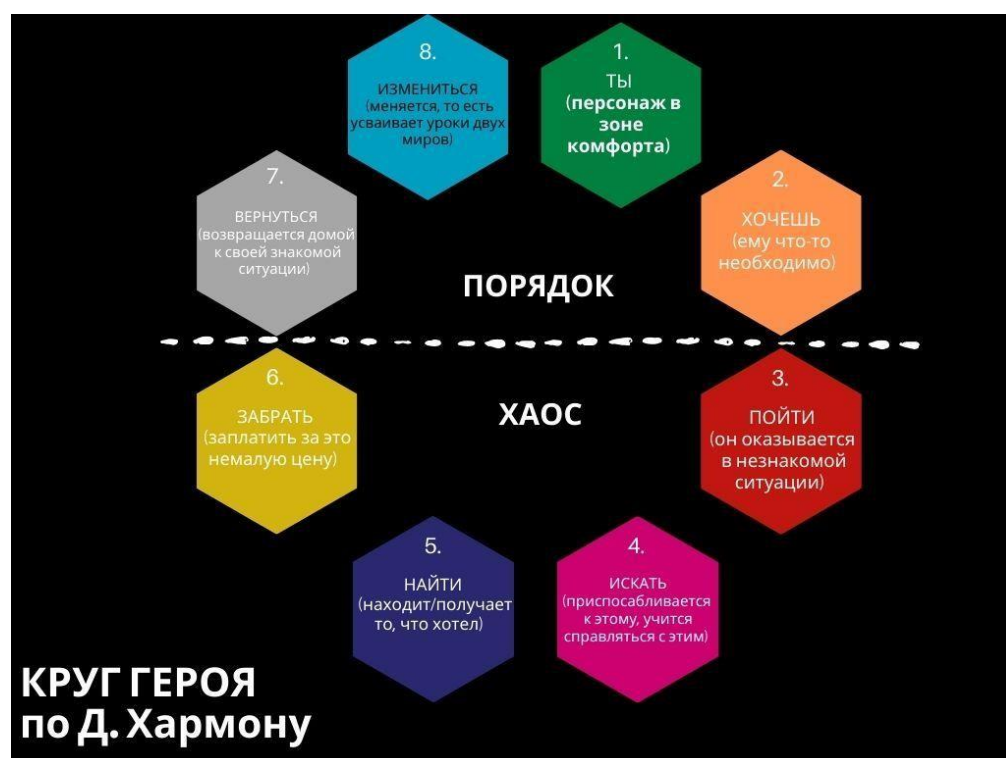 8.
ИЗМЕНИТЬСЯ
(меняется, то есть
усваивает уроки двух
миров)
1.
ТЫ
(персонаж в
зоне
комфорта)
7.
ВЕРНУТЬСЯ
(возвращается домой
к своей знакомой
ситуации)
2.
ХОЧЕШЬ
(ему что-то
необходимо)
ПОРЯДОК
6.
ЗАБРАТЬ
(заплатить за это
немалую цену)
ХАОС
3.
ПОЙТИ
(он оказывается
в незнакомой
ситуации)
5.
НАЙТИ
(находит/получает
то, что хотел)
4.
ИСКАТЬ
(приспосабливается
к этому, учится
справляться с этим)
КРУГ ГЕРОЯ
по Д. Хармону